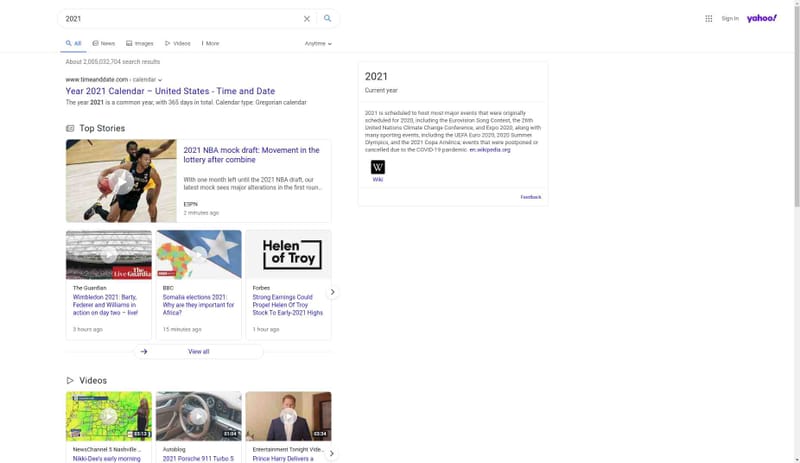 2021
Sign In
yahoo!
All
News
Images
Videos
More
Anytime
About 2,005,032,704 search results
www.timeanddate.com › calendar
Year 2021 Calendar – United States - Time and Date
The year 2021 is a common year, with 365 days in total. Calendar type: Gregorian calendar
Top Stories
2021 NBA mock draft: Movement in the
lottery after combine
With one month left until the 2021 NBA draft, our
latest mock sees major alterations in the first roun...
ESPN
2 minutes ago
The
Live Guardian
Helen
of Troy
The Guardian
Wimbledon 2021: Barty,
Federer and Williams in
action on day two – live!
3 hours ago
BBC
Somalia elections 2021:
Why are they important for
Africa?
15 minutes ago
Forbes
Strong Earnings Could
Propel Helen Of Troy
Stock To Early-2021 Highs
1 hour ago
View all
Videos
03:13
01:04
03:34
NewsChannel 5 Nashville ...
Nikki-Dee's early morning
Autoblog
2021 Porsche 911 Turbo S
Entertainment Tonight Vide...
Prince Harry Delivers a
2021
Current year
2021 is scheduled to host most major events that were originally
scheduled for 2020, including the Eurovision Song Contest, the 26th
United Nations Climate Change Conference, and Expo 2020, along with
many sporting events, including the UEFA Euro 2020, 2020 Summer
Olympics, and the 2021 Copa América; events that were postponed or
cancelled due to the COVID-19 pandemic. en.wikipedia.org
W
Wiki
Feedback